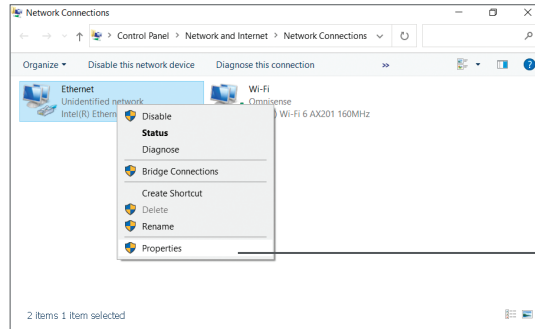 Network Connections
Control Panel > Network and Internet > Network Connections
Organize
Disable this network device
Diagnose this connection
»
Ethernet
Unidentified network
Intel(R) Ethern
Wi-Fi
Omnisense
) Wi-Fi 6 AX201 160MHz
Disable
Status
Diagnose
Bridge Connections
Create Shortcut
Delete
Rename
Properties
2 items 1 item selected